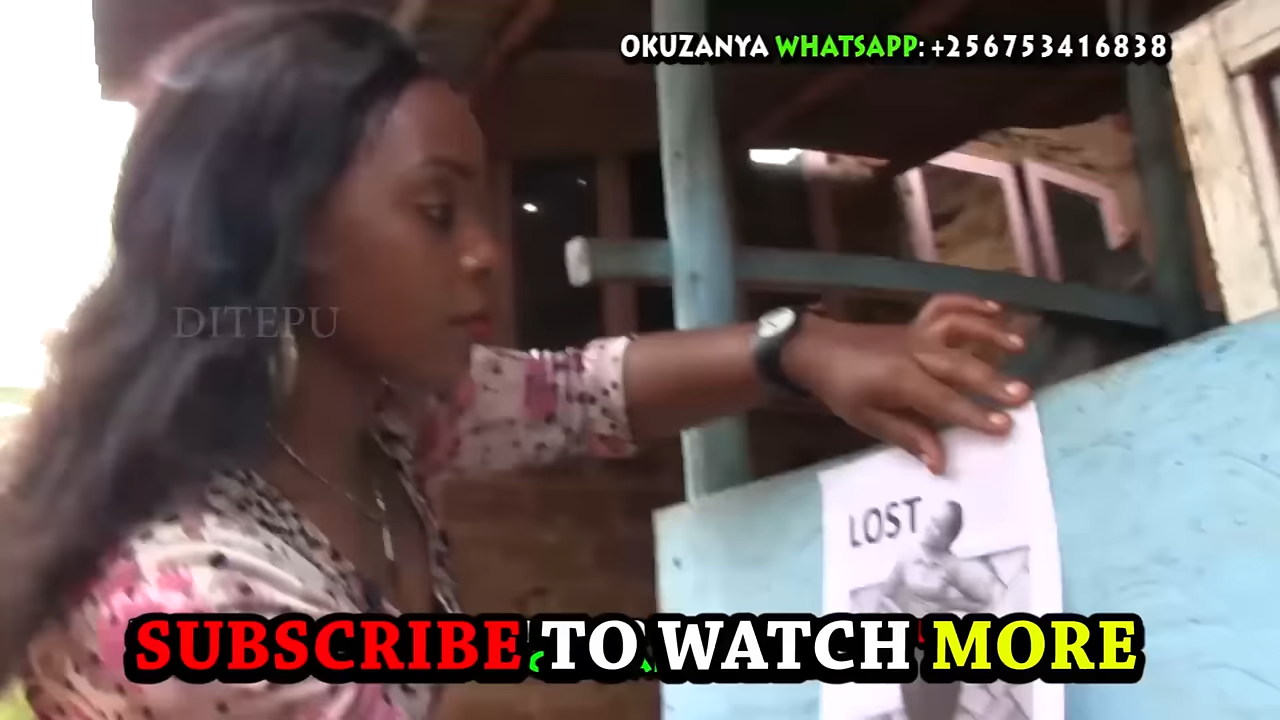 OKUZANYA WHATSAPP: +256753416838
DITEPU
LOST
SUBSCRIBE TO WATCH MORE